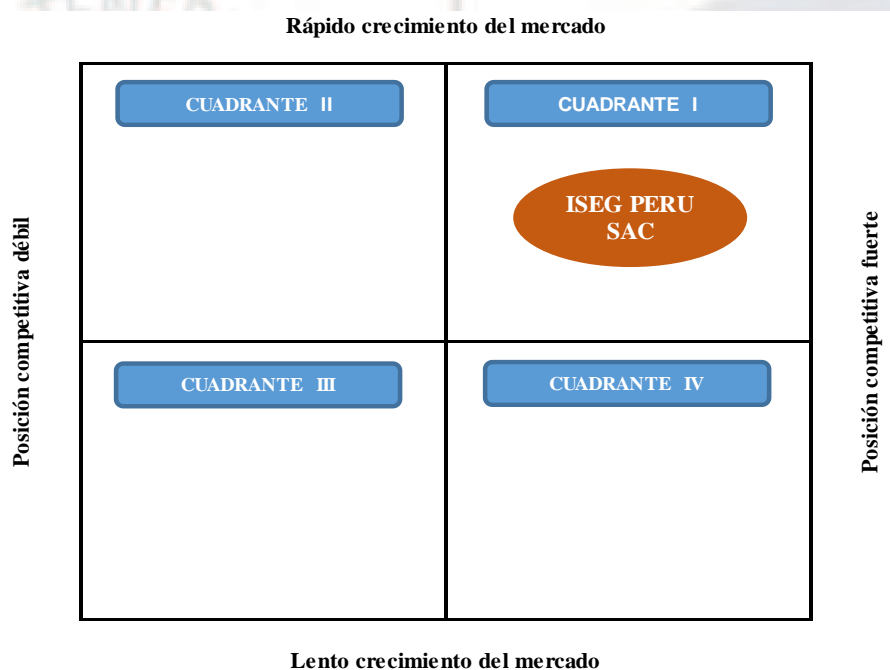 Rápido crecimiento del mercado
CUADRANTE II
CUADRANTE I
ISEG PERU
SAC
Posición competitiva débil
Posición competitiva fuerte
CUADRANTE III
CUADRANTE IV
Lento crecimiento del mercado